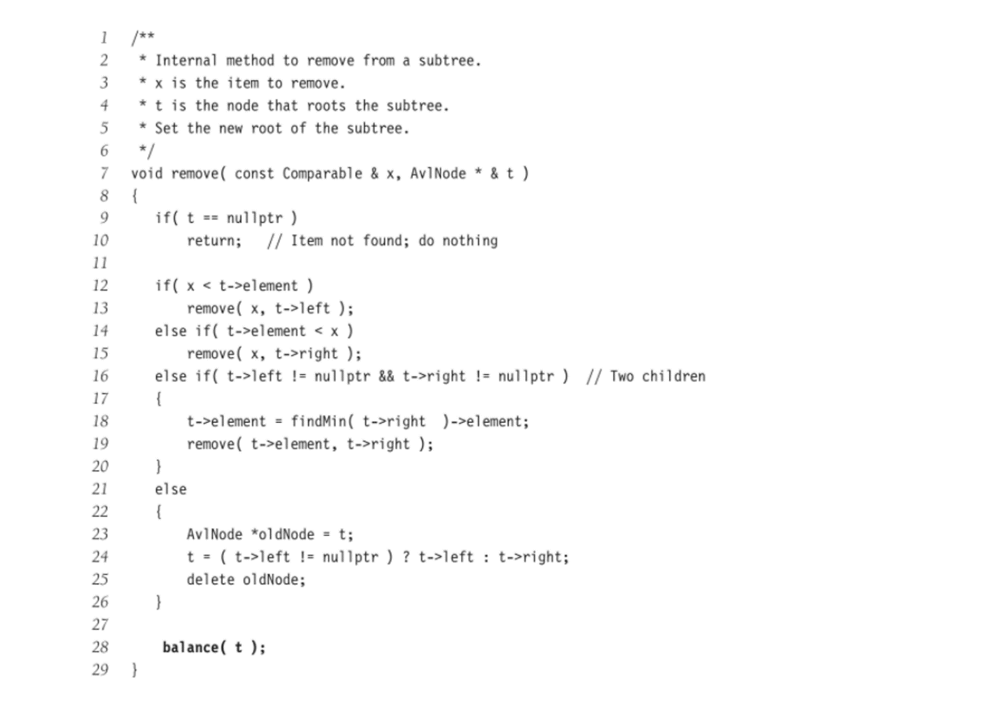 1 /**
2 * Internal method to remove from a subtree.
3 * x is the item to remove.
4 * t is the node that roots the subtree.
5 * Set the new root of the subtree.
6 */
7 void remove( const Comparable & x, AvlNode * & t )
8 {
9 if( t == nullptr )
10 return; // Item not found; do nothing
11
12 if( x < t->element )
13 remove( x, t->left );
14 else if( t->element < x )
15 remove( x, t->right );
16 else if( t->left != nullptr && t->right != nullptr ) // Two children
17 {
18 t->element = findMin( t->right )->element;
19 remove( t->element, t->right );
20 }
21 else
22 {
23 AvlNode *oldNode = t;
24 t = ( t->left != nullptr ) ? t->left : t->right;
25 delete oldNode;
26 }
27
28 balance( t );
29 }